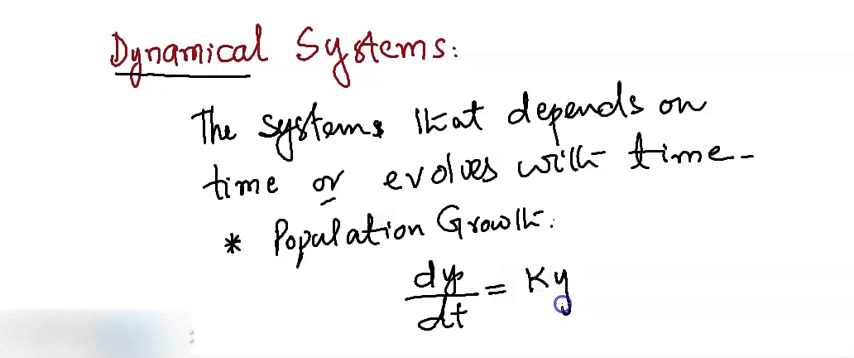 Dynamical Systems:
The systems that depends on
time or evolves with time-
* Population Growth:
dy/dt = Ky